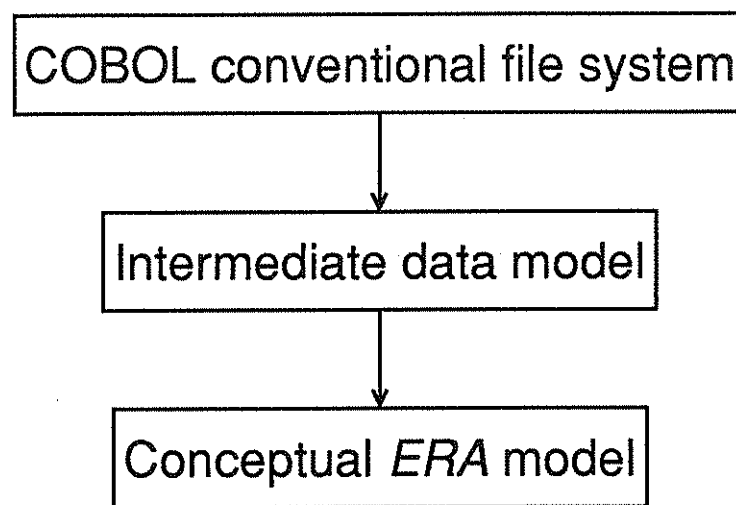 COBOL conventional file system
Intermediate data model
Conceptual ERA model